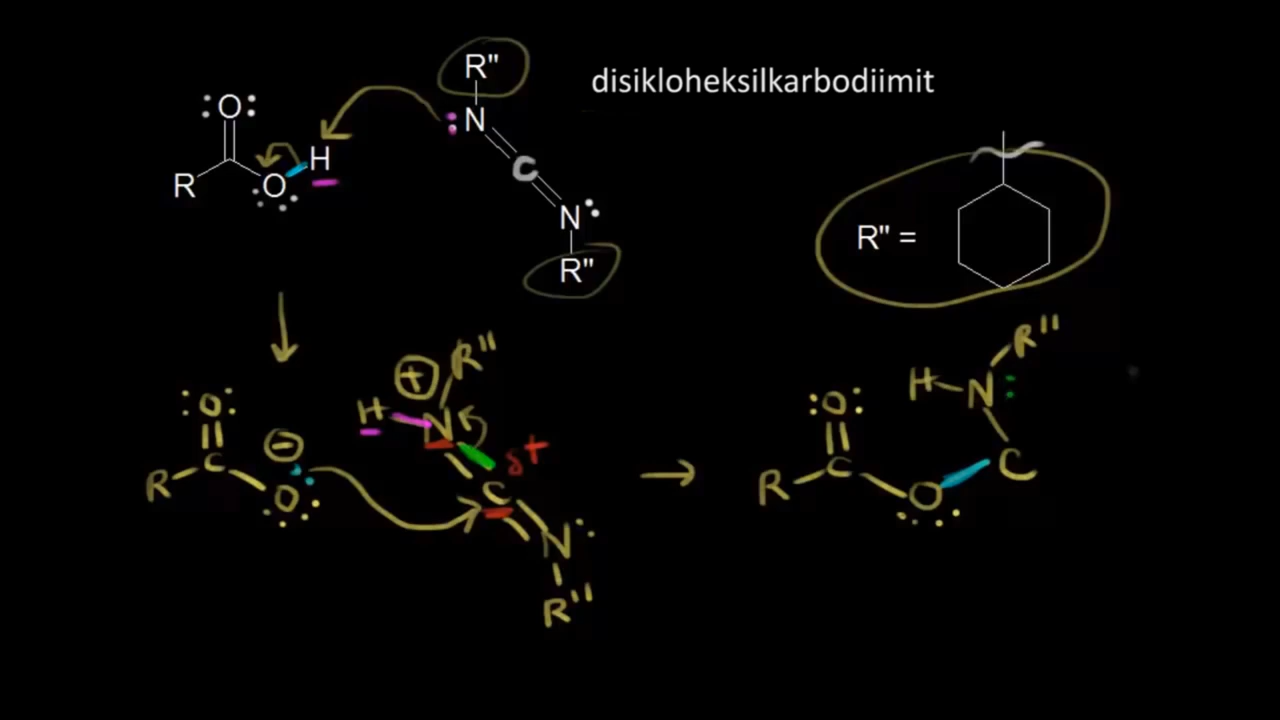 R"
disikloheksilkarbodiimit
O
N
H
C
R
O
N
R" =
R"
R"
H
N
R"
H
N
O
O
δ+
C
C
C
C
R
O
R
O
N
R"